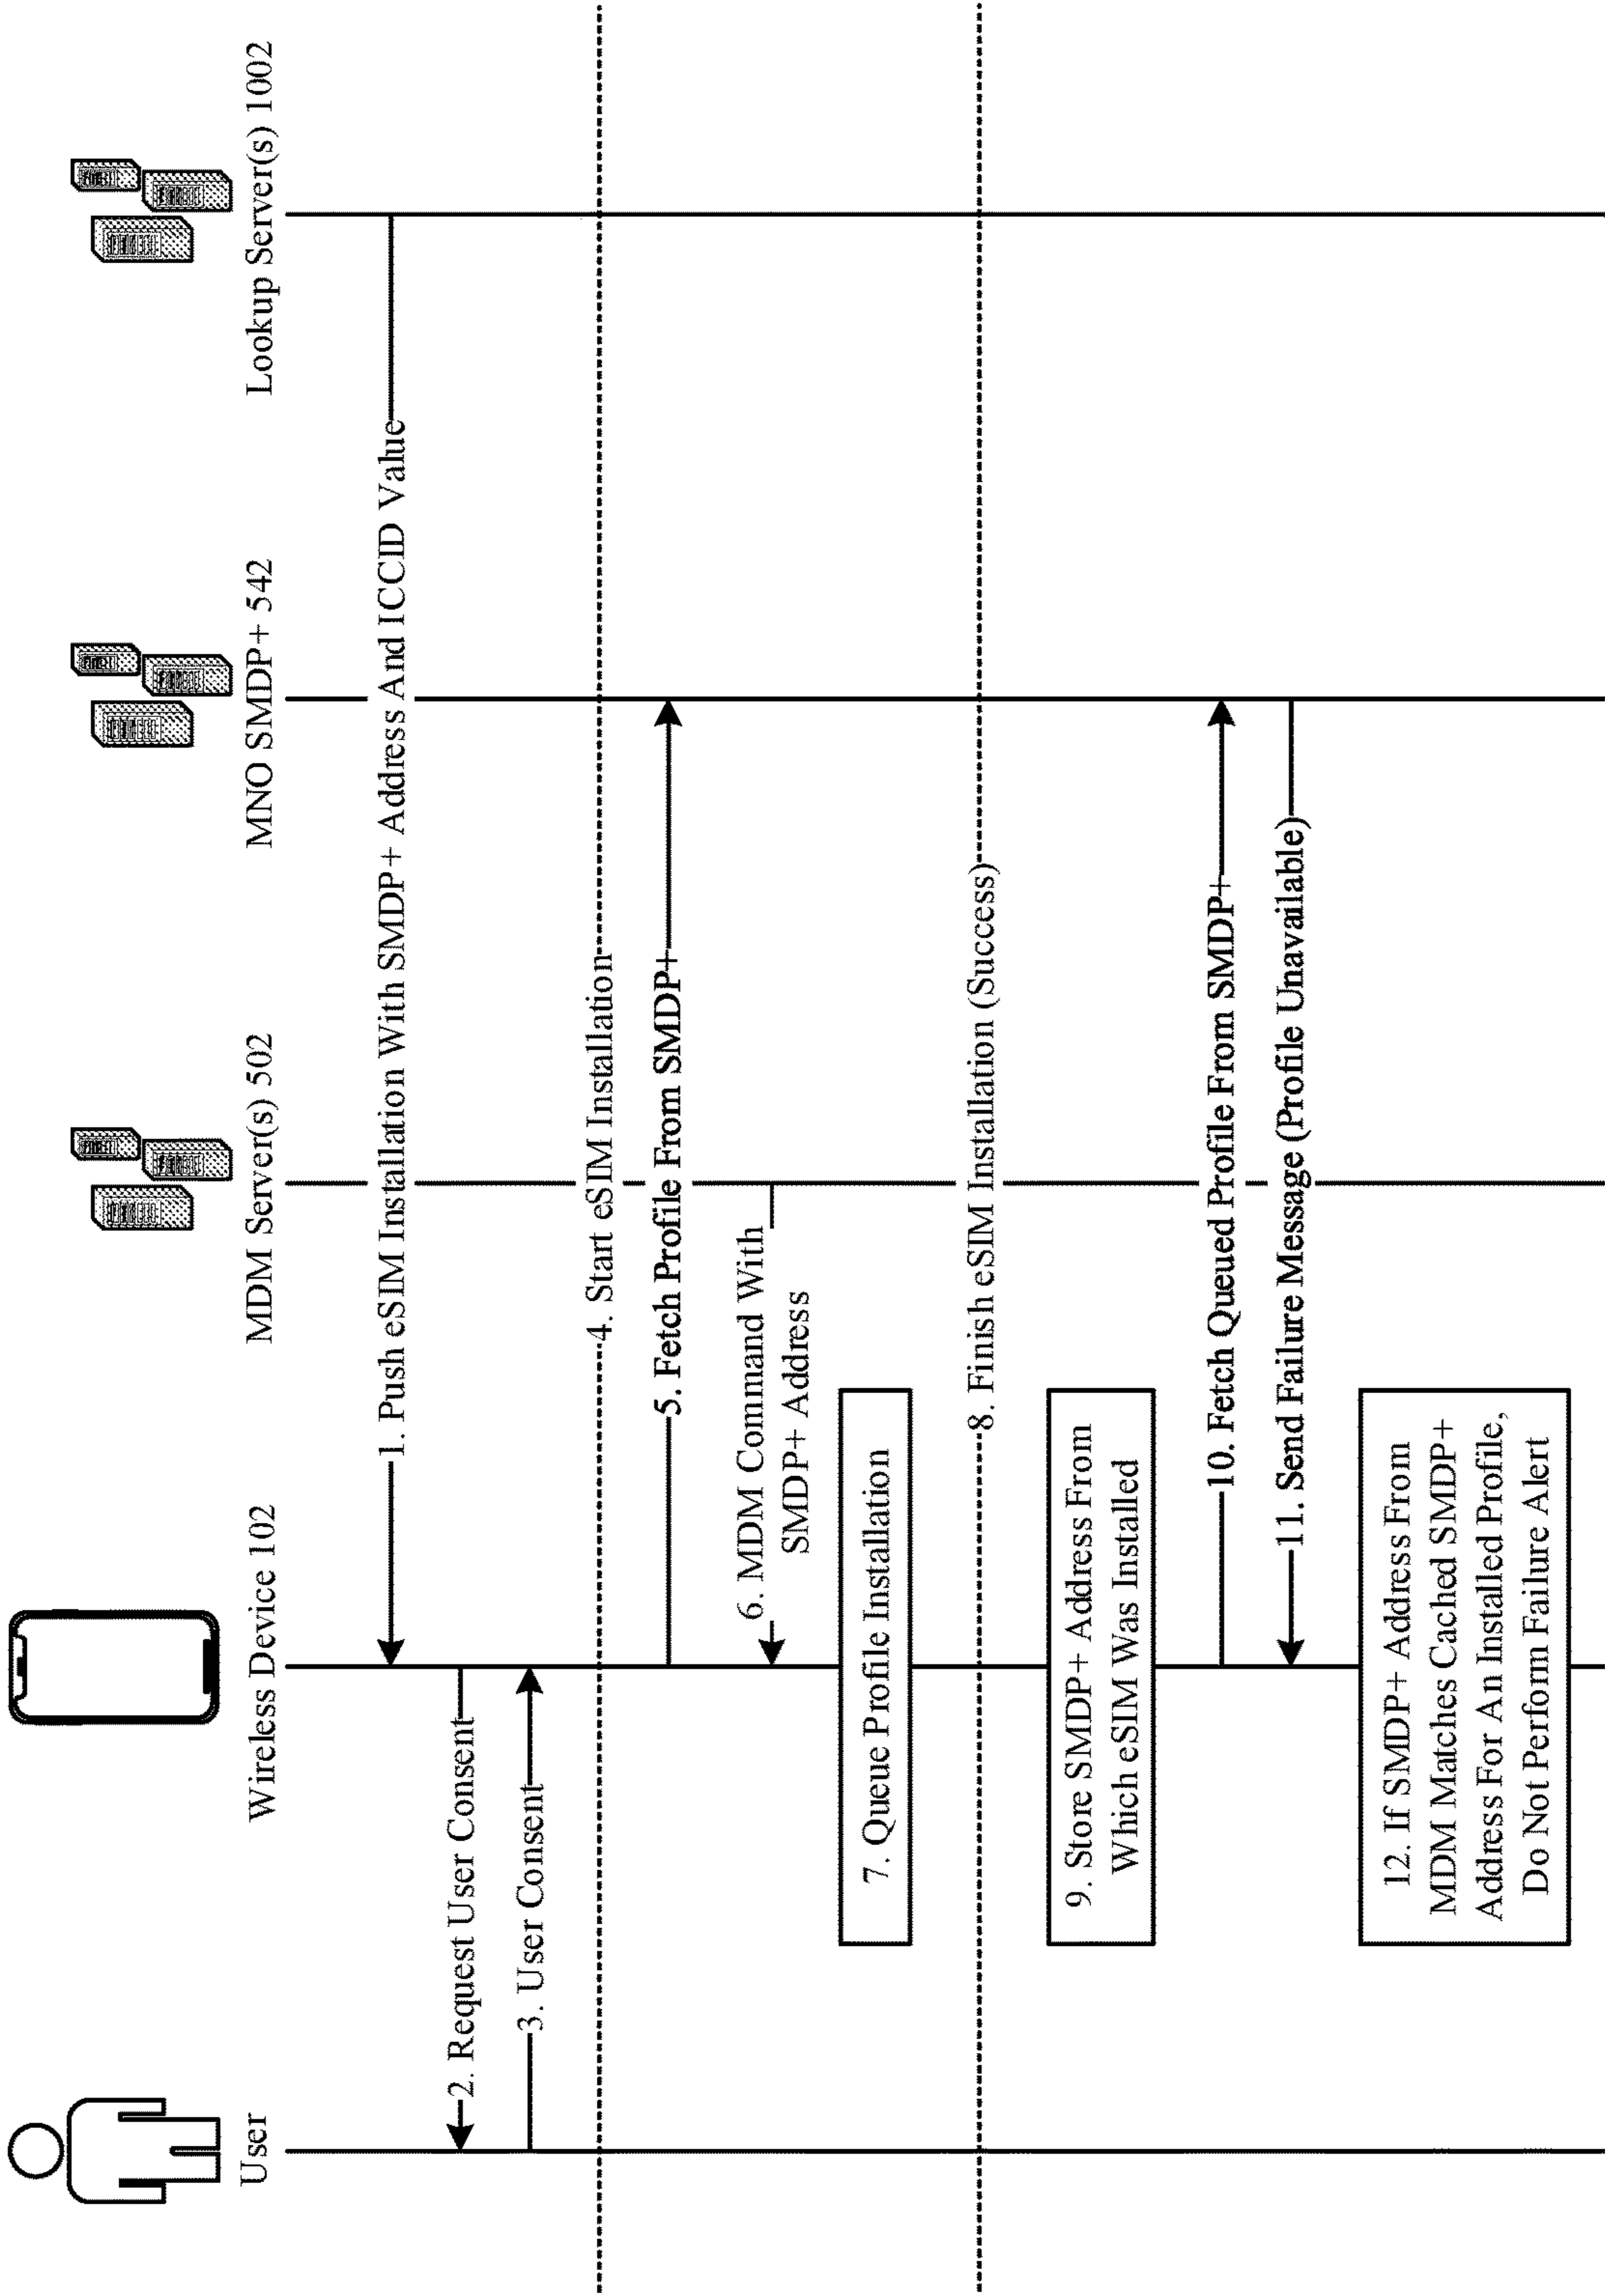 User
Wireless Device 102
MDM Server(s) 502
MNO SMDP+ 542
Lookup Server(s) 1002
1. Push eSIM Installation With SMDP+ Address And ICCID Value
2. Request User Consent
3. User Consent
4. Start eSIM Installation
5. Fetch Profile From SMDP+
6. MDM Command With
SMDP+ Address
7. Queue Profile Installation
8. Finish eSIM Installation (Success)
9. Store SMDP+ Address From
Which eSIM Was Installed
10. Fetch Queued Profile From SMDP+
11. Send Failure Message (Profile Unavailable)
12. If SMDP+ Address From
MDM Matches Cached SMDP+
Address For An Installed Profile,
Do Not Perform Failure Alert